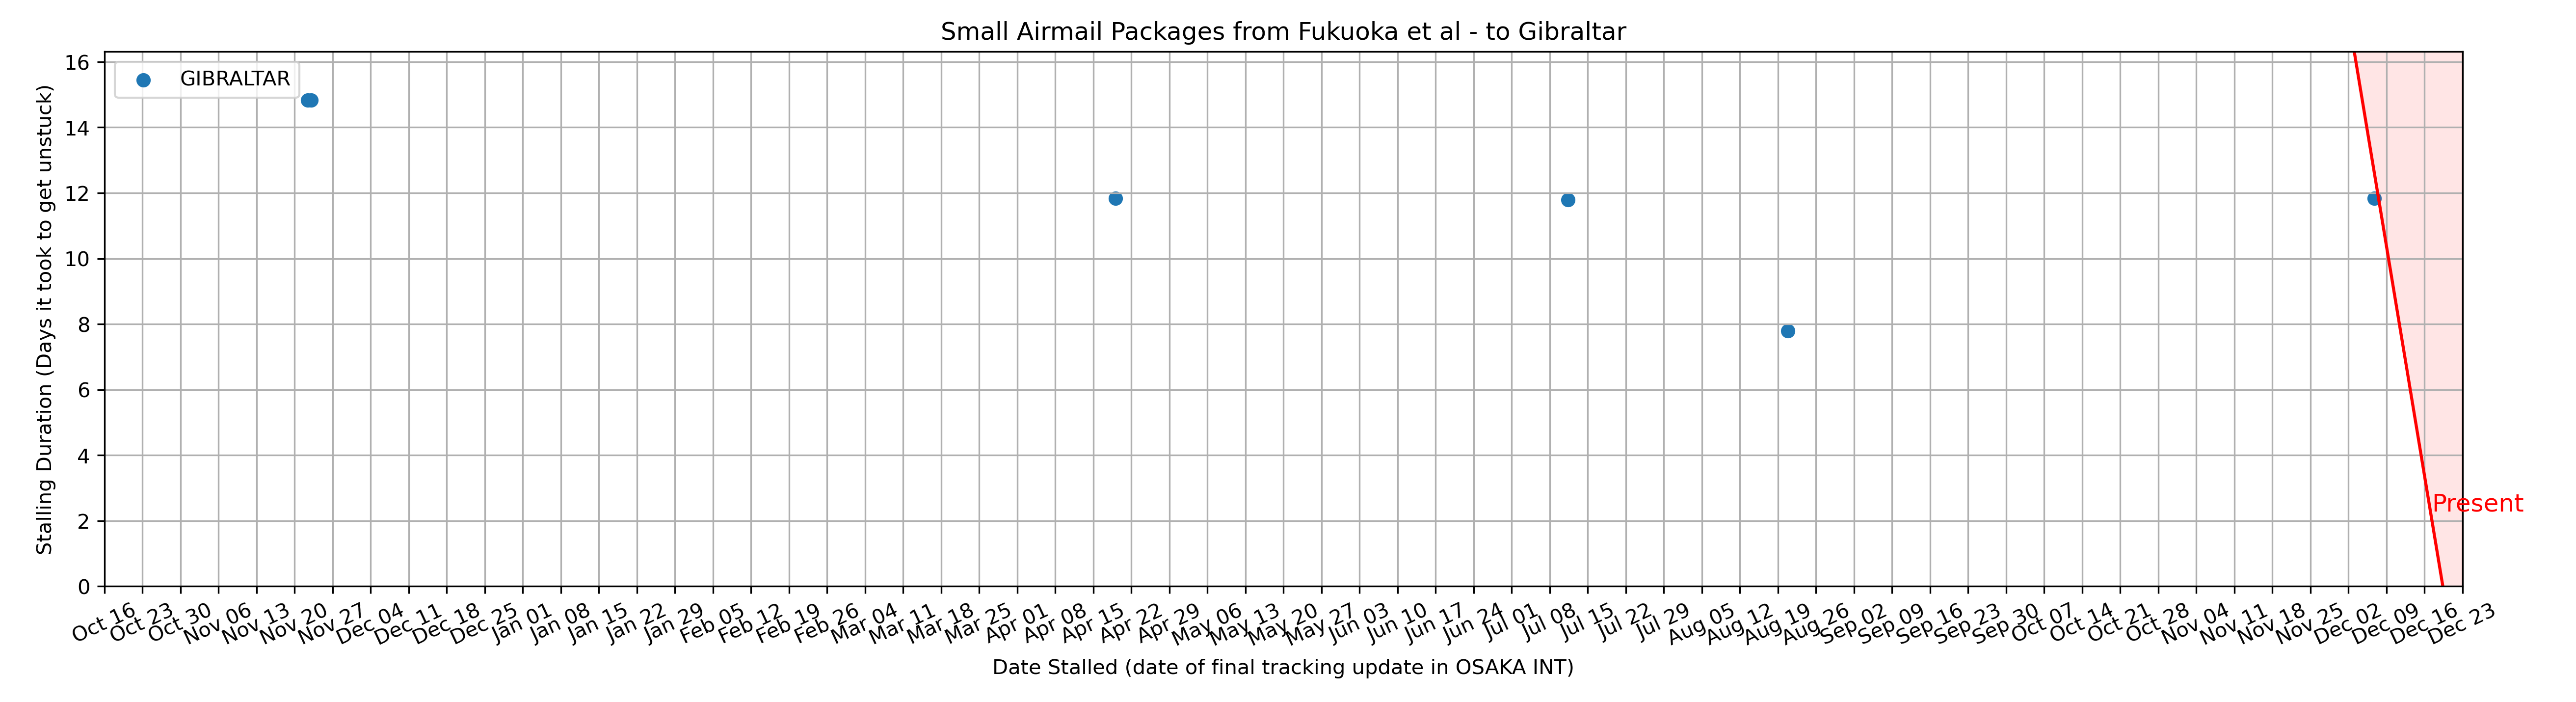 Small Airmail Packages from Fukuoka et al - to Gibraltar
GIBRALTAR
Stalling Duration (Days it took to get unstuck)
16
14
12
10
8
6
4
2
0
Present
Oct 16
Oct 23
Oct 30
Nov 06
Nov 13
Nov 20
Nov 27
Dec 04
Dec 11
Dec 18
Dec 25
Jan 01
Jan 08
Jan 15
Jan 22
Jan 29
Feb 05
Feb 12
Feb 19
Feb 26
Mar 04
Mar 11
Mar 18
Mar 25
Apr 01
Apr 08
Apr 15
Apr 22
Apr 29
May 06
May 13
May 20
May 27
Jun 03
Jun 10
Jun 17
Jun 24
Jul 01
Jul 08
Jul 15
Jul 22
Jul 29
Aug 05
Aug 12
Aug 19
Aug 26
Sep 02
Sep 09
Sep 16
Sep 23
Sep 30
Oct 07
Oct 14
Oct 21
Oct 28
Nov 04
Nov 11
Nov 18
Nov 25
Dec 02
Dec 09
Dec 16
Dec 23
Date Stalled (date of final tracking update in OSAKA INT)